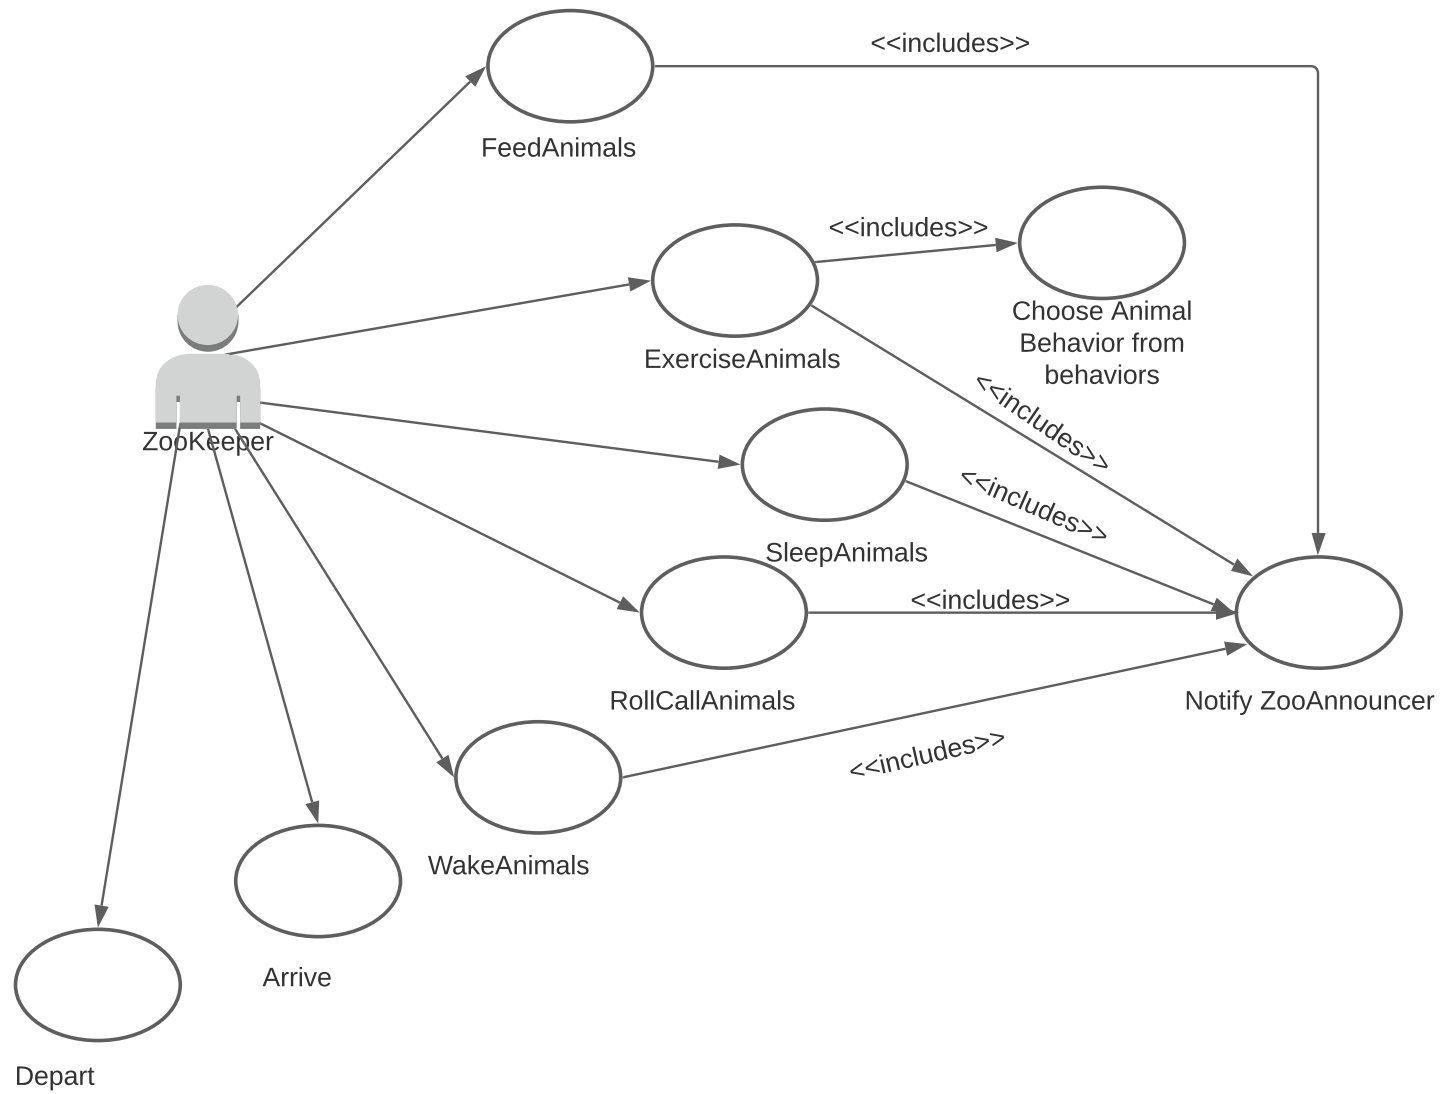 <<includes>>
FeedAnimals
<<includes>>
Choose Animal
Behavior from
behaviors
ExerciseAnimals
<<includes>>
ZooKeeper
<<includes>>
SleepAnimals
<<includes>>
RollCallAnimals
Notify ZooAnnouncer
<<includes>>
WakeAnimals
Arrive
Depart